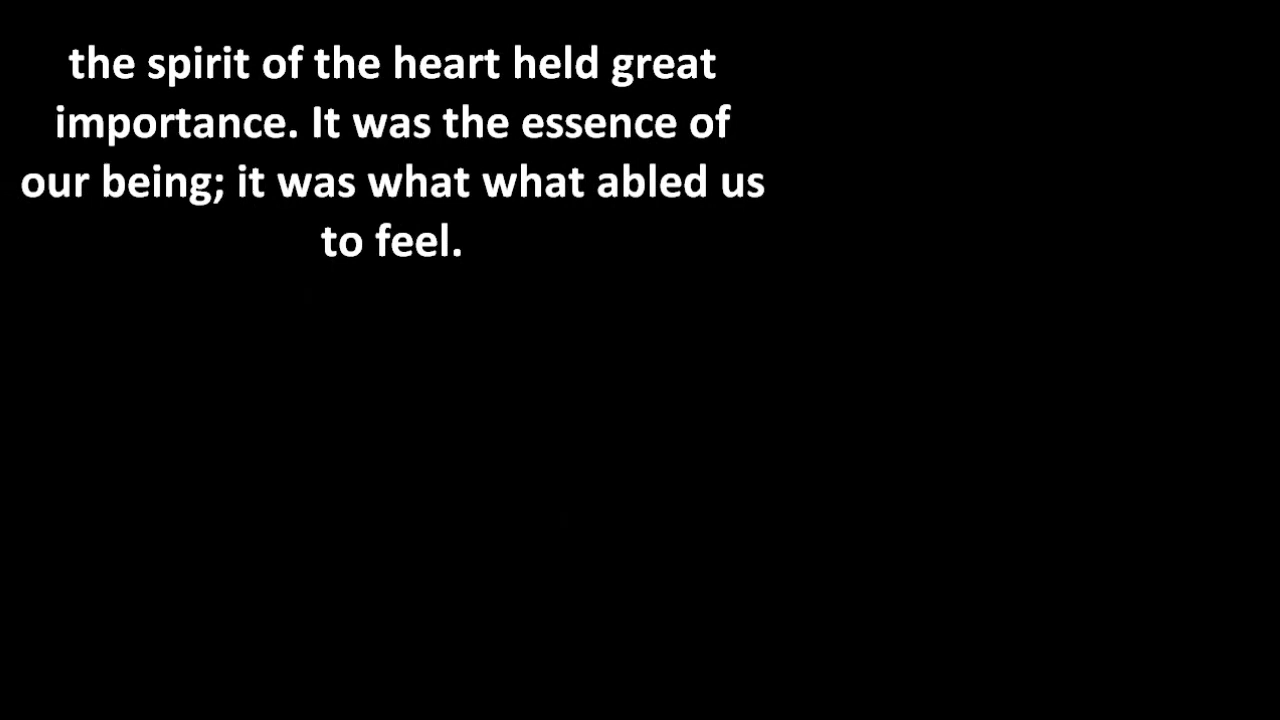 the spirit of the heart held great
importance. It was the essence of
our being; it was what what abled us
to feel.